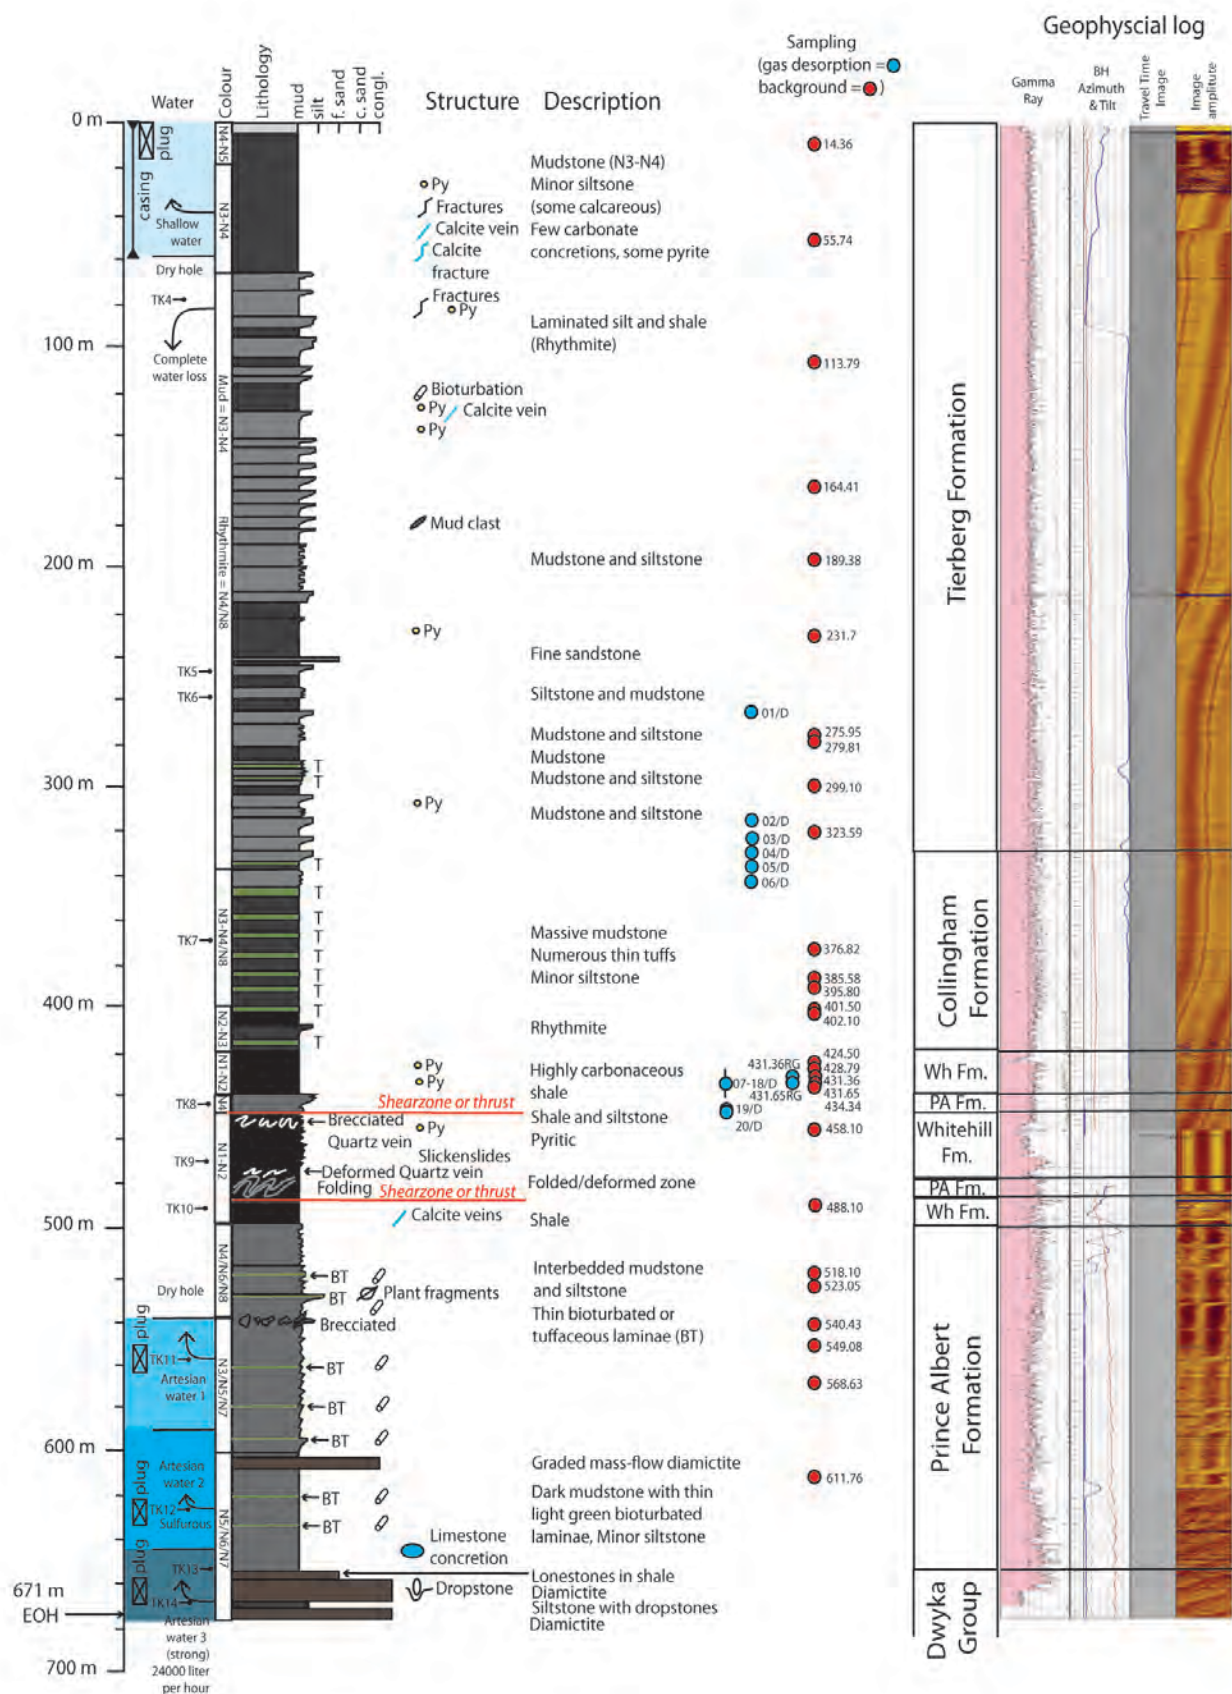 Geophyscial log
Sampling
(gas desorption =
background = )
Water
Colour
Lithology
mud
silt
f. sand
c. sand
congl.
Structure
Description
Gamma
Ray
BH
Azimuth
& Tilt
Travel Time
Image
Image
amplitute
0 m
100 m
200 m
300 m
400 m
500 m
600 m
671 m
EOH
700 m
plug
casing
Shallow
water
Dry hole
TK4
Complete
water loss
TK5
TK6
TK7
TK8
TK9
TK10
Dry hole
plug
TK11
Artesian
water 1
Artesian
water 2
plug
TK12
Sulfurous
plug
TK13
TK14
Artesian
water 3
(strong)
24000 liter
per hour
N4-N5
N3-N4
Mud = N3-N4
Rhythmite = N4/N8
N3-N4/N8
N2-N3
N1-N2
N4
N1-N2
N4/N6/N8
N3/N5/N7
N5/N6/N7
T
T
T
T
T
T
T
T
T
T
T
BT
BT
BT
BT
BT
BT
BT
Py
Fractures
Calcite vein
Calcite
fracture
Fractures
Py
Bioturbation
Py
Calcite vein
Py
Mud clast
Py
Py
Py
Py
Shearzone or thrust
Brecciated
Quartz vein
Py
Slickenslides
Deformed Quartz vein
Folding
Shearzone or thrust
Calcite veins
Plant fragments
Brecciated
Limestone
concretion
Dropstone
Mudstone (N3-N4)
Minor siltsone
(some calcareous)
Few carbonate
concretions, some pyrite
Laminated silt and shale
(Rhythmite)
Mudstone and siltstone
Fine sandstone
Siltstone and mudstone
Mudstone and siltstone
Mudstone
Mudstone and siltstone
Mudstone and siltstone
Massive mudstone
Numerous thin tuffs
Minor siltstone
Rhythmite
Highly carbonaceous
shale
Shale and siltstone
Pyritic
Folded/deformed zone
Shale
Interbedded mudstone
and siltstone
Thin bioturbated or
tuffaceous laminae (BT)
Graded mass-flow diamictite
Dark mudstone with thin
light green bioturbated
laminae, Minor siltstone
Lonestones in shale
Diamictite
Siltstone with dropstones
Diamictite
01/D
02/D
03/D
04/D
05/D
06/D
431.36RG
07-18/D
431.65RG
19/D
20/D
14.36
55.74
113.79
164.41
189.38
231.7
275.95
279.81
299.10
323.59
376.82
385.58
395.80
401.50
402.10
424.50
428.79
431.36
431.65
434.34
458.10
488.10
518.10
523.05
540.43
549.08
568.63
611.76
Tierberg Formation
Collingham
Formation
Wh Fm.
PA Fm.
Whitehill
Fm.
PA Fm.
Wh Fm.
Prince Albert
Formation
Dwyka
Group